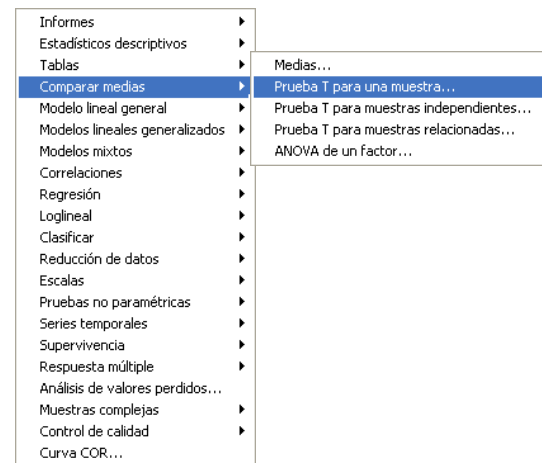 Informes
Estadísticos descriptivos
Tablas
Comparar medias
Modelo lineal general
Modelos lineales generalizados
Modelos mixtos
Correlaciones
Regresión
Loglineal
Clasificar
Reducción de datos
Escalas
Pruebas no paramétricas
Series temporales
Supervivencia
Respuesta múltiple
Análisis de valores perdidos...
Muestras complejas
Control de calidad
Curva COR...
Medias...
Prueba T para una muestra...
Prueba T para muestras independientes...
Prueba T para muestras relacionadas...
ANOVA de un factor...